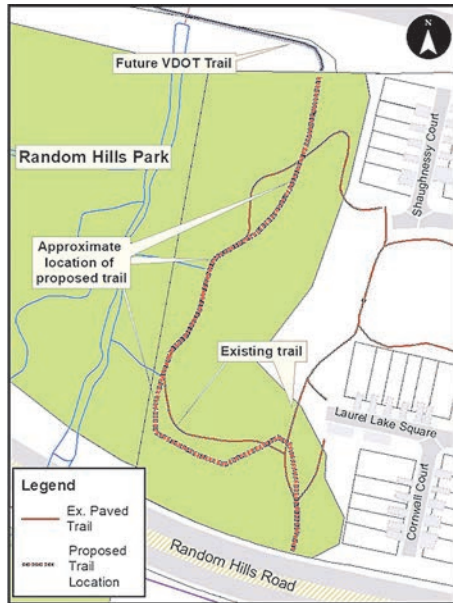 N
Future VDOT Trail
Random Hills Park
Shaughnessy Court
Approximate
location of
proposed trail
Existing trail
Laurel Lake Square
Cornwall Court
Legend
Ex. Paved
Trail
Proposed
Trail
Location
Random Hills Road